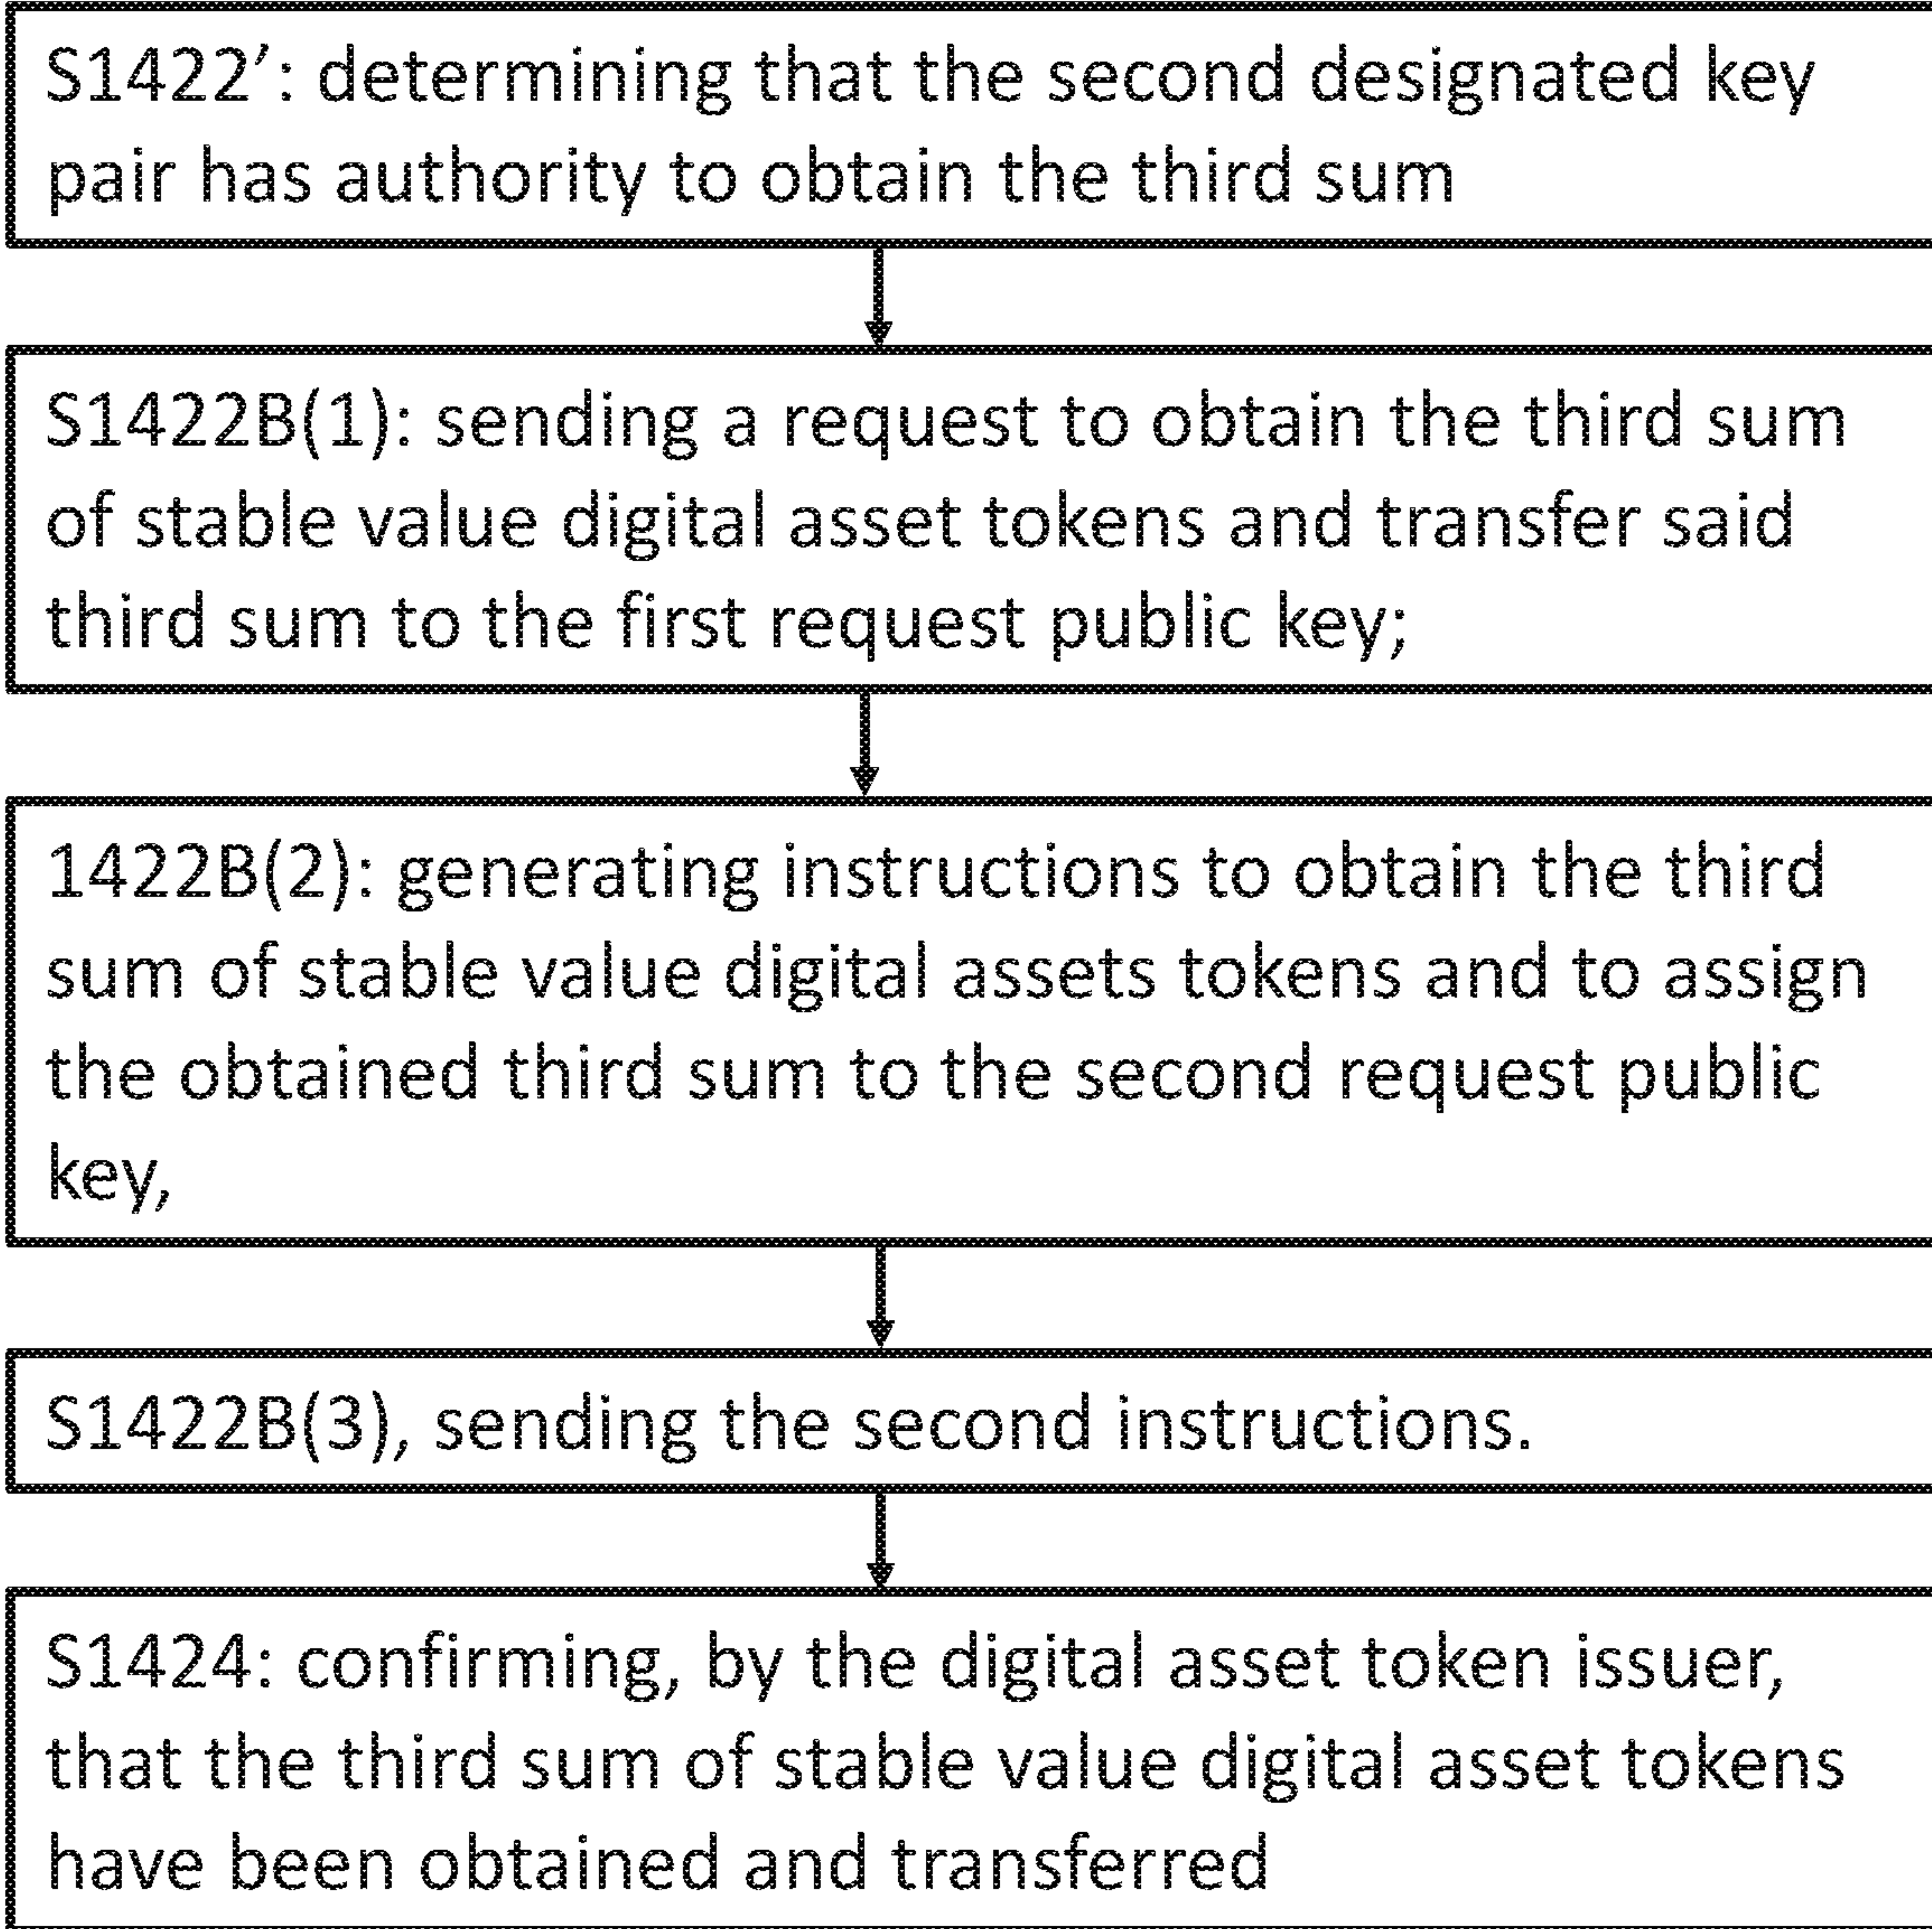 S1422’: determining that the second designated key
pair has authority to obtain the third sum
S1422B(1): sending a request to obtain the third sum
of stable value digital asset tokens and transfer said
third sum to the first request public key;
1422B(2): generating instructions to obtain the third
sum of stable value digital assets tokens and to assign
the obtained third sum to the second request public
key,
S1422B(3), sending the second instructions.
S1424: confirming, by the digital asset token issuer,
that the third sum of stable value digital asset tokens
have been obtained and transferred